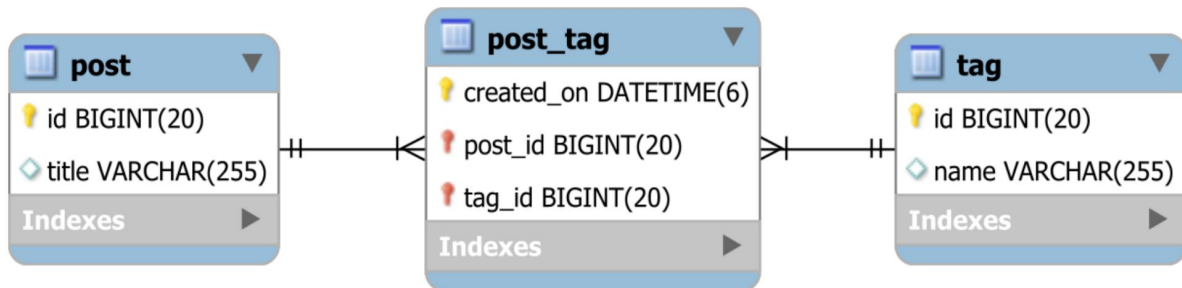 post
id BIGINT(20)
title VARCHAR(255)
Indexes
post_tag
created_on DATETIME(6)
post_id BIGINT(20)
tag_id BIGINT(20)
Indexes
tag
id BIGINT(20)
name VARCHAR(255)
Indexes